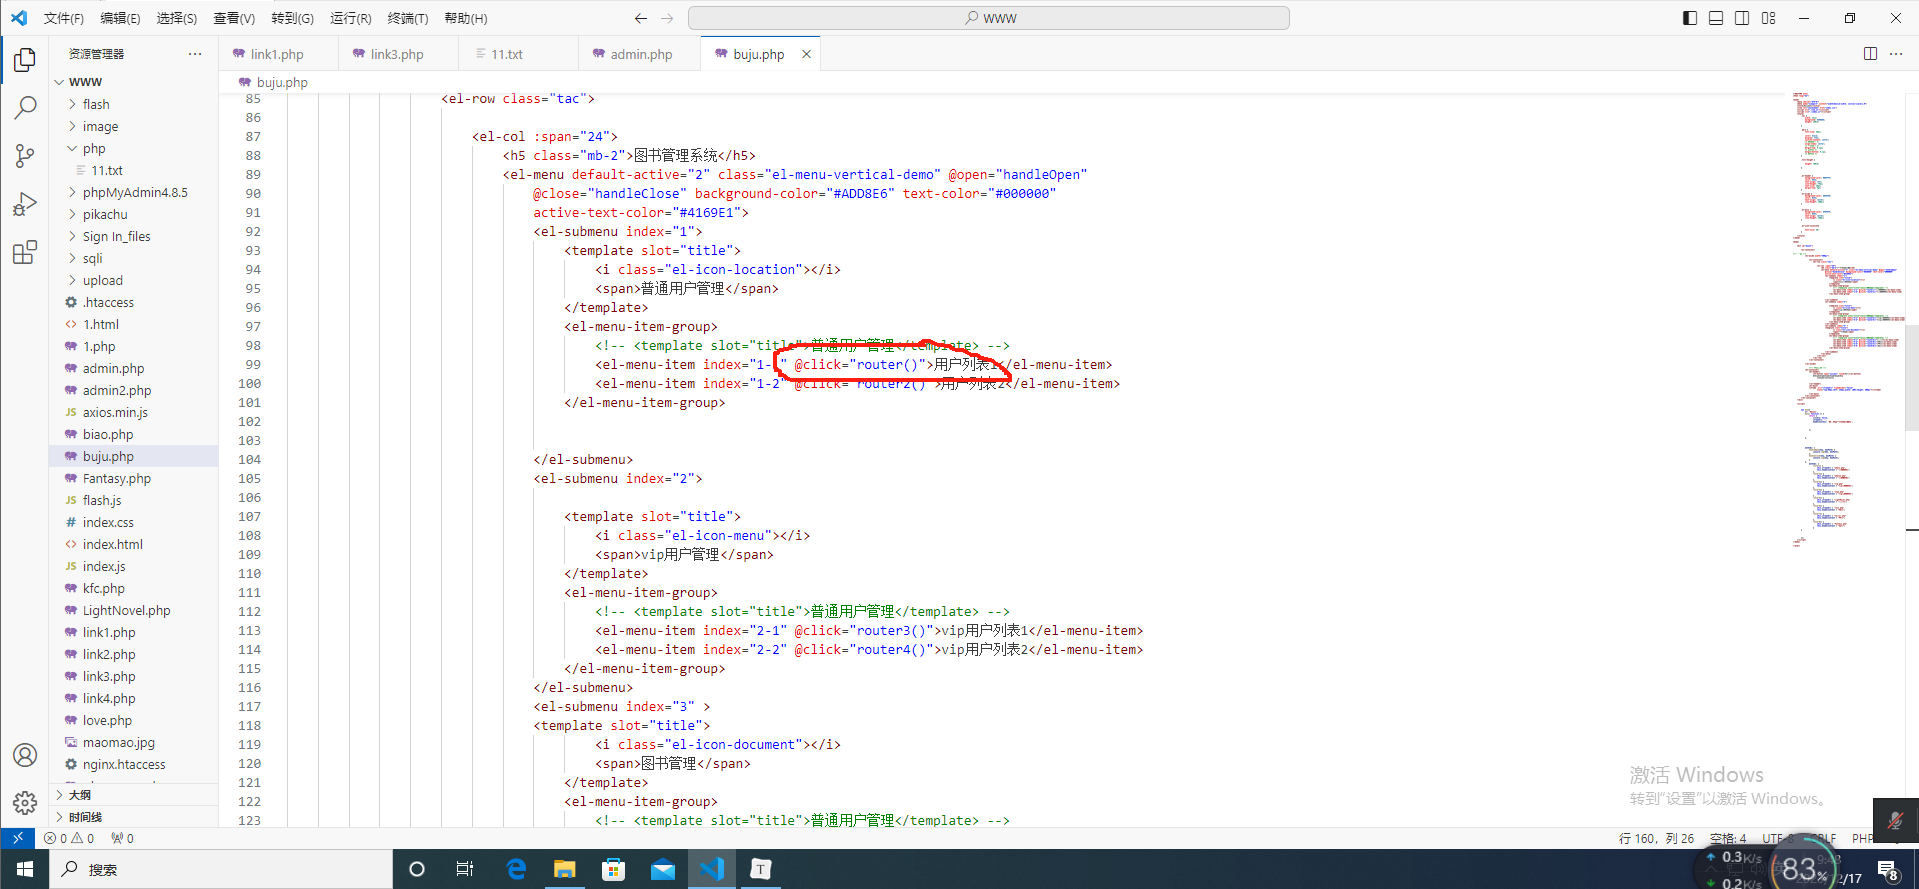 文件(F) 编辑(E) 选择(S) 查看(V) 转到(G) 运行(R) 终端(T) 帮助(H) WWW
资源管理器
link1.php link3.php 11.txt admin.php buju.php
WWW
buju.php
flash
image
php
11.txt
phpMyAdmin4.8.5
pikachu
Sign In_files
sqli
upload
.htaccess
1.html
1.php
admin.php
admin2.php
JS axios.min.js
biao.php
buju.php
Fantasy.php
JS flash.js
# index.css
<> index.html
JS index.js
kfc.php
LightNovel.php
link1.php
link2.php
link3.php
link4.php
love.php
maomao.jpg
nginx.htaccess
大纲
时间线
85 <el-row class="tac">
86
87 <el-col :span="24">
88 <h5 class="mb-2">图书管理系统</h5>
89 <el-menu default-active="2" class="el-menu-vertical-demo" @open="handleOpen"
90 @close="handleClose" background-color="#ADD8E6" text-color="#000000"
91 active-text-color="#4169E1">
92 <el-submenu index="1">
93 <template slot="title">
94 <i class="el-icon-location"></i>
95 <span>普通用户管理</span>
96 </template>
97 <el-menu-item-group>
98 <!-- <template slot="title">普通用户管理</template> -->
99 <el-menu-item index="1-" @click="router()">用户列表1</el-menu-item>
100 <el-menu-item index="1-2" @click="router2()">用户列表2</el-menu-item>
101 </el-menu-item-group>
102
103
104 </el-submenu>
105 <el-submenu index="2">
106
107 <template slot="title">
108 <i class="el-icon-menu"></i>
109 <span>vip用户管理</span>
110 </template>
111 <el-menu-item-group>
112 <!-- <template slot="title">普通用户管理</template> -->
113 <el-menu-item index="2-1" @click="router3()">vip用户列表1</el-menu-item>
114 <el-menu-item index="2-2" @click="router4()">vip用户列表2</el-menu-item>
115 </el-menu-item-group>
116 </el-submenu>
117 <el-submenu index="3" >
118 <template slot="title">
119 <i class="el-icon-document"></i>
120 <span>图书管理</span>
121 </template>
122 <el-menu-item-group>
123 <!-- <template slot="title">普通用户管理</template> -->
激活 Windows
转到“设置”以激活 Windows。
0 0 0 行 160，列 26 空格: 4 PHP
搜索 T 0.3K/s 83% 8
0.2K/s 12/17